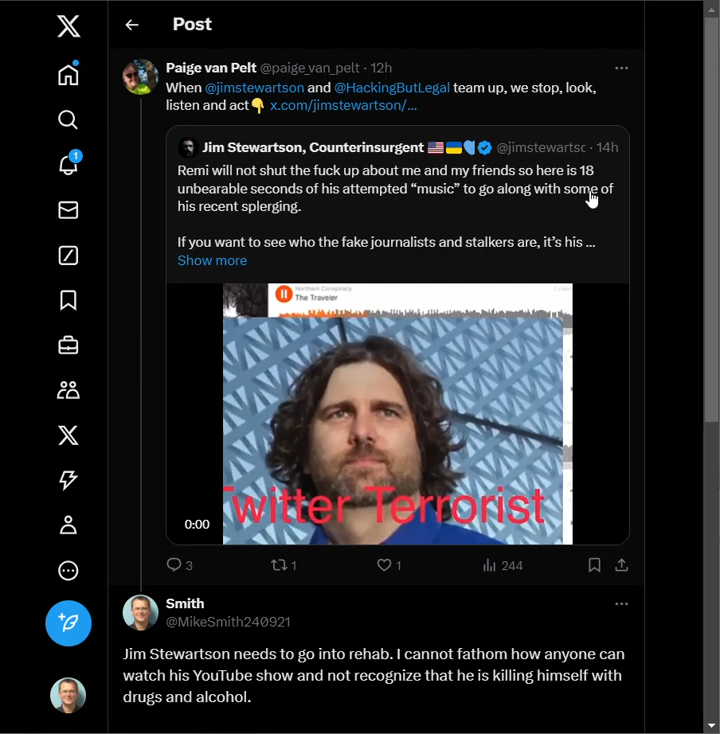 Post
1
Paige van Pelt @paige_van_pelt · 12h
When @jimstewartson and @HackingButLegal team up, we stop, look,
listen and act👇 x.com/jimstewartson/...
Jim Stewartson, Counterinsurgent 🇺🇸🇺🇦 @jimstewartsc · 14h
Remi will not shut the fuck up about me and my friends so here is 18
unbearable seconds of his attempted “music” to go along with some of
his recent splerging.
If you want to see who the fake journalists and stalkers are, it’s his ...
Show more
Northern Conspiracy
The Traveler
Twitter Terrorist
0:00
3 1 1 244
Smith
@MikeSmith240921
Jim Stewartson needs to go into rehab. I cannot fathom how anyone can
watch his YouTube show and not recognize that he is killing himself with
drugs and alcohol.